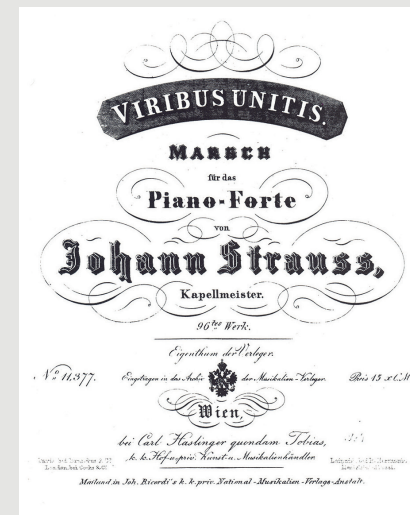 VIRIBUS UNITIS.
MARSCH
für das
Piano-Forte
von
Johann Strauss,
Kapellmeister.
96tes Werk.
Eigenthum der Verleger.
No 11,377. Eingetragen in das Archiv der Musikalien-Verleger. Preis 45 x C.M
Wien,
bei Carl Haslinger quondam Tobias,
k. k. Hof-u. priv. Kunst-u. Musikalienhändler.
Mailand in Joh. Ricordi's k. k. priv. National-Musikalien-Verlags-Anstalt.